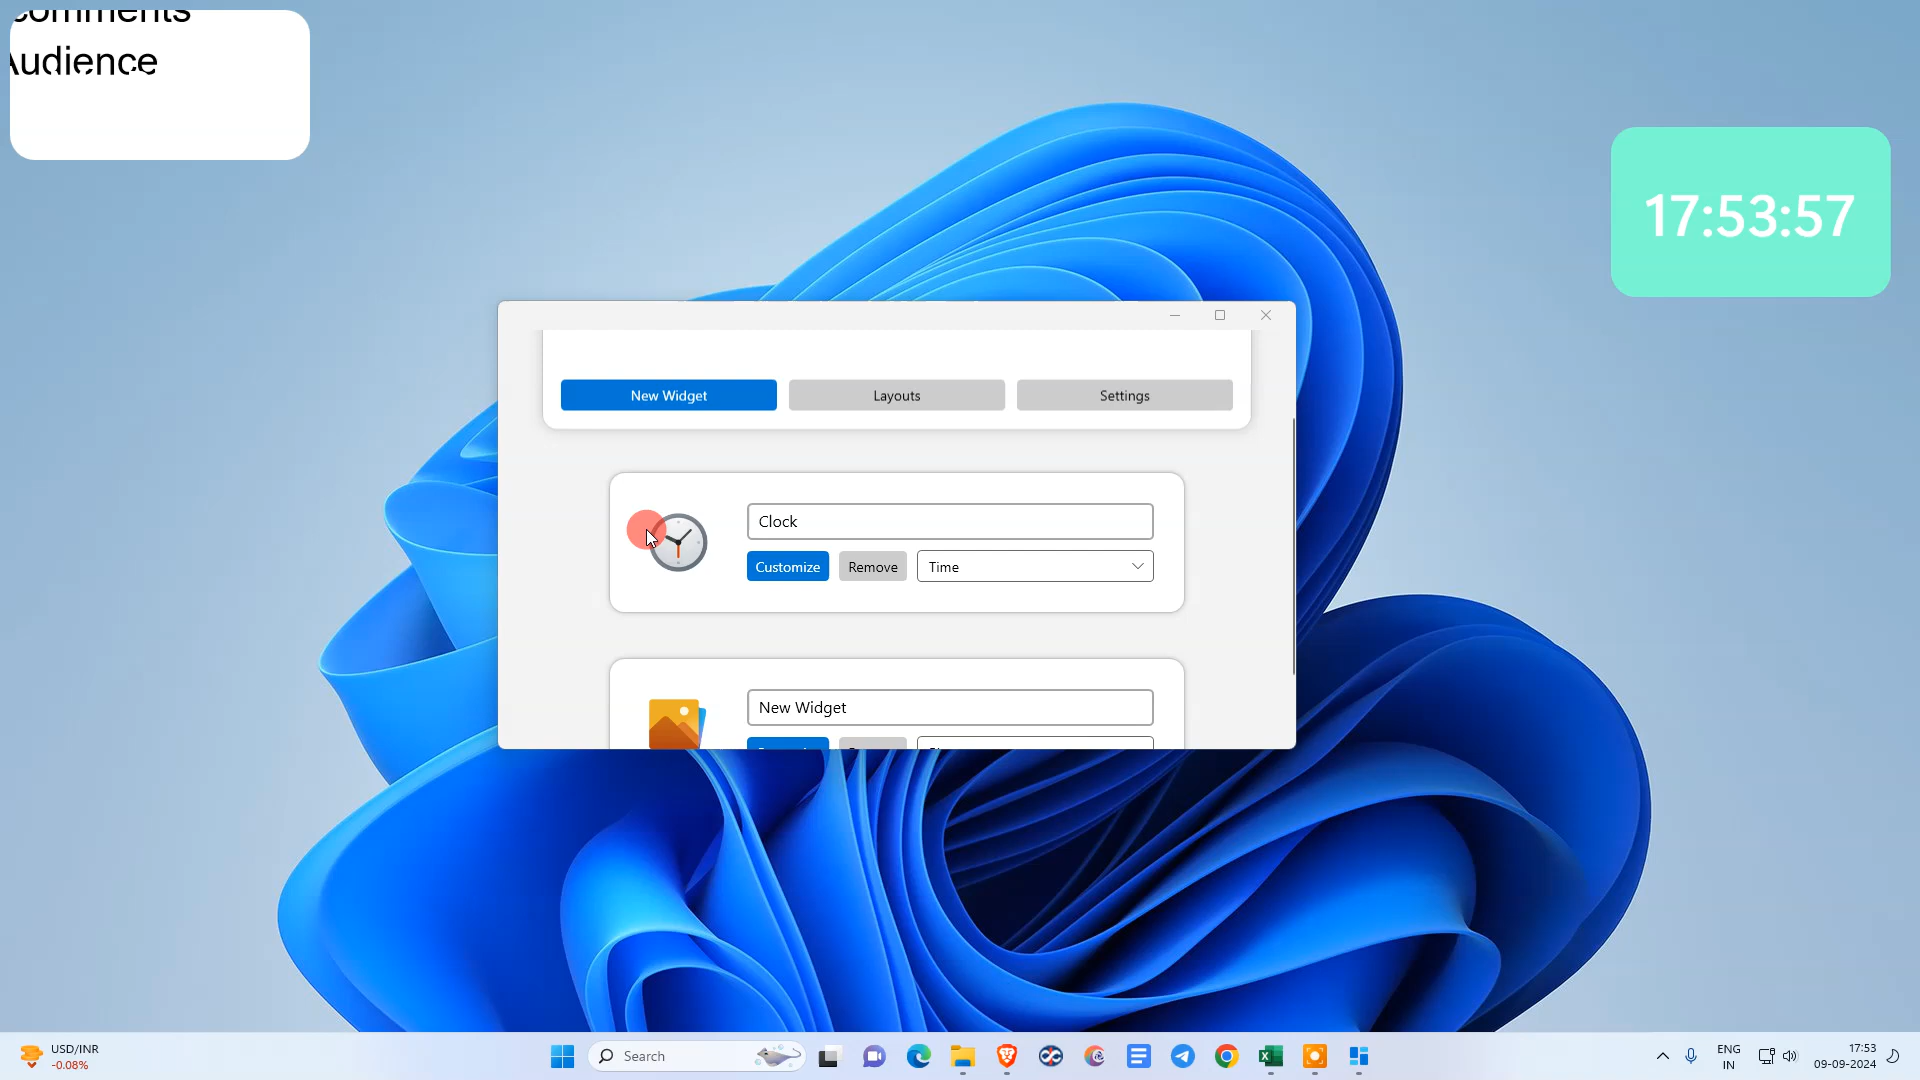 comments
Audience
17:53:57
New Widget
Layouts
Settings
Clock
Customize
Remove
Time
New Widget
USD/INR
-0.08%
Search
ENG
IN
17:53
09-09-2024